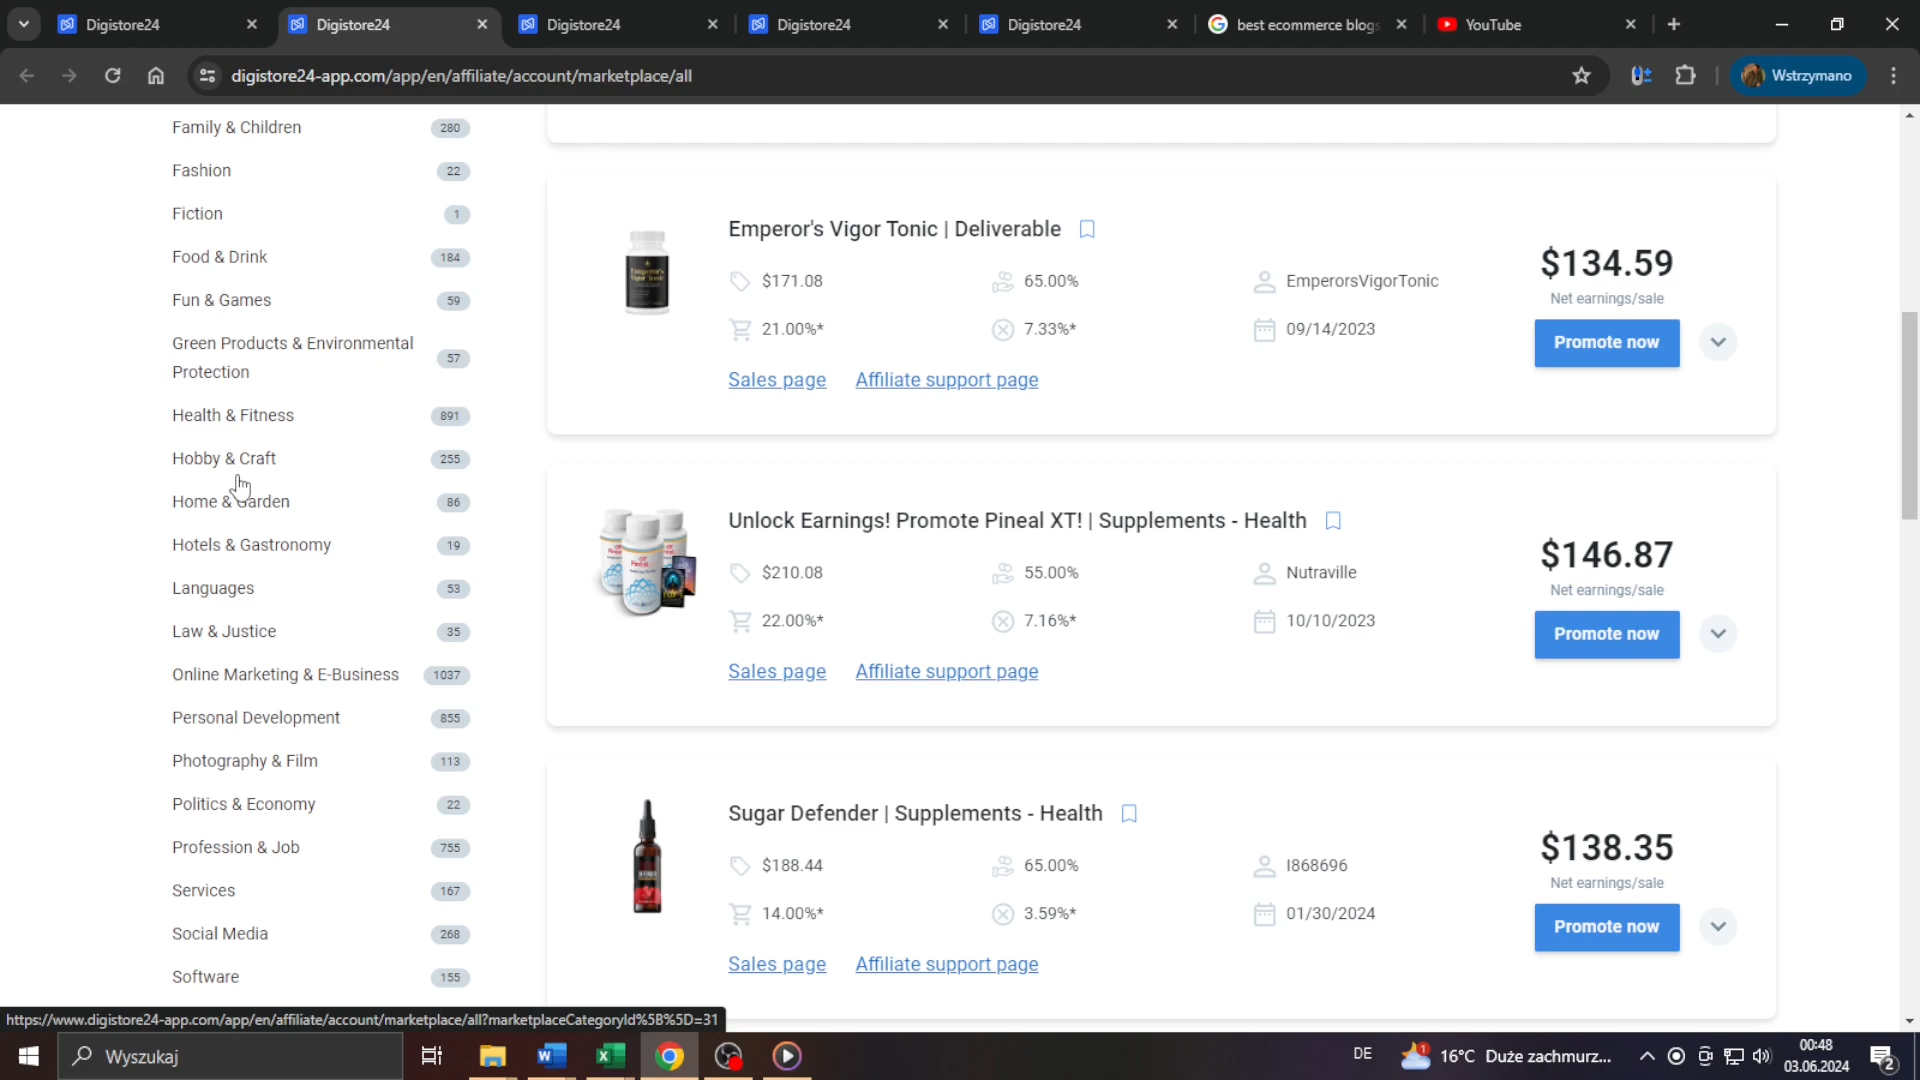 Digistore24
Digistore24
Digistore24
Digistore24
Digistore24
best ecommerce blogs
YouTube
digistore24-app.com/app/en/affiliate/account/marketplace/all
Wstrzymano
Family & Children 280
Fashion 22
Fiction 1
Food & Drink 184
Fun & Games 59
Green Products & Environmental
Protection 57
Health & Fitness 891
Hobby & Craft 255
Home & Garden 86
Hotels & Gastronomy 19
Languages 53
Law & Justice 35
Online Marketing & E-Business 1037
Personal Development 855
Photography & Film 113
Politics & Economy 22
Profession & Job 755
Services 167
Social Media 268
Software 155
Emperor's Vigor Tonic | Deliverable
$171.08 65.00% EmperorsVigorTonic
21.00%* 7.33%* 09/14/2023
Sales page Affiliate support page
$134.59
Net earnings/sale
Promote now
Unlock Earnings! Promote Pineal XT! | Supplements - Health
$210.08 55.00% Nutraville
22.00%* 7.16%* 10/10/2023
Sales page Affiliate support page
$146.87
Net earnings/sale
Promote now
Sugar Defender | Supplements - Health
$188.44 65.00% I868696
14.00%* 3.59%* 01/30/2024
Sales page Affiliate support page
$138.35
Net earnings/sale
Promote now
https://www.digistore24-app.com/app/en/affiliate/account/marketplace/all?marketplaceCategoryId%5B%5D=31
Wyszukaj
DE
1
16°C Duże zachmurz...
00:48
03.06.2024
2